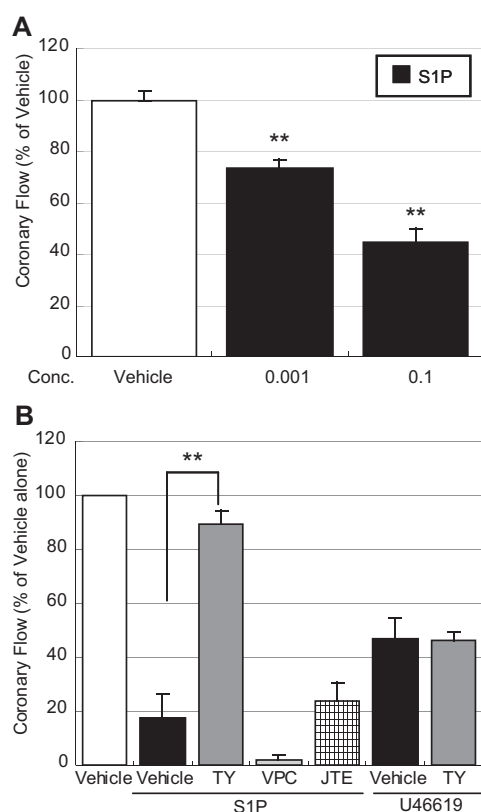 A
120
100
80
60
40
20
0
Coronary Flow (% of Vehicle)
S1P
**
**
Conc. Vehicle 0.001 0.1
B
120
100
80
60
40
20
0
Coronary Flow (% of Vehicle alone)
**
Vehicle Vehicle TY VPC JTE Vehicle TY
S1P U46619